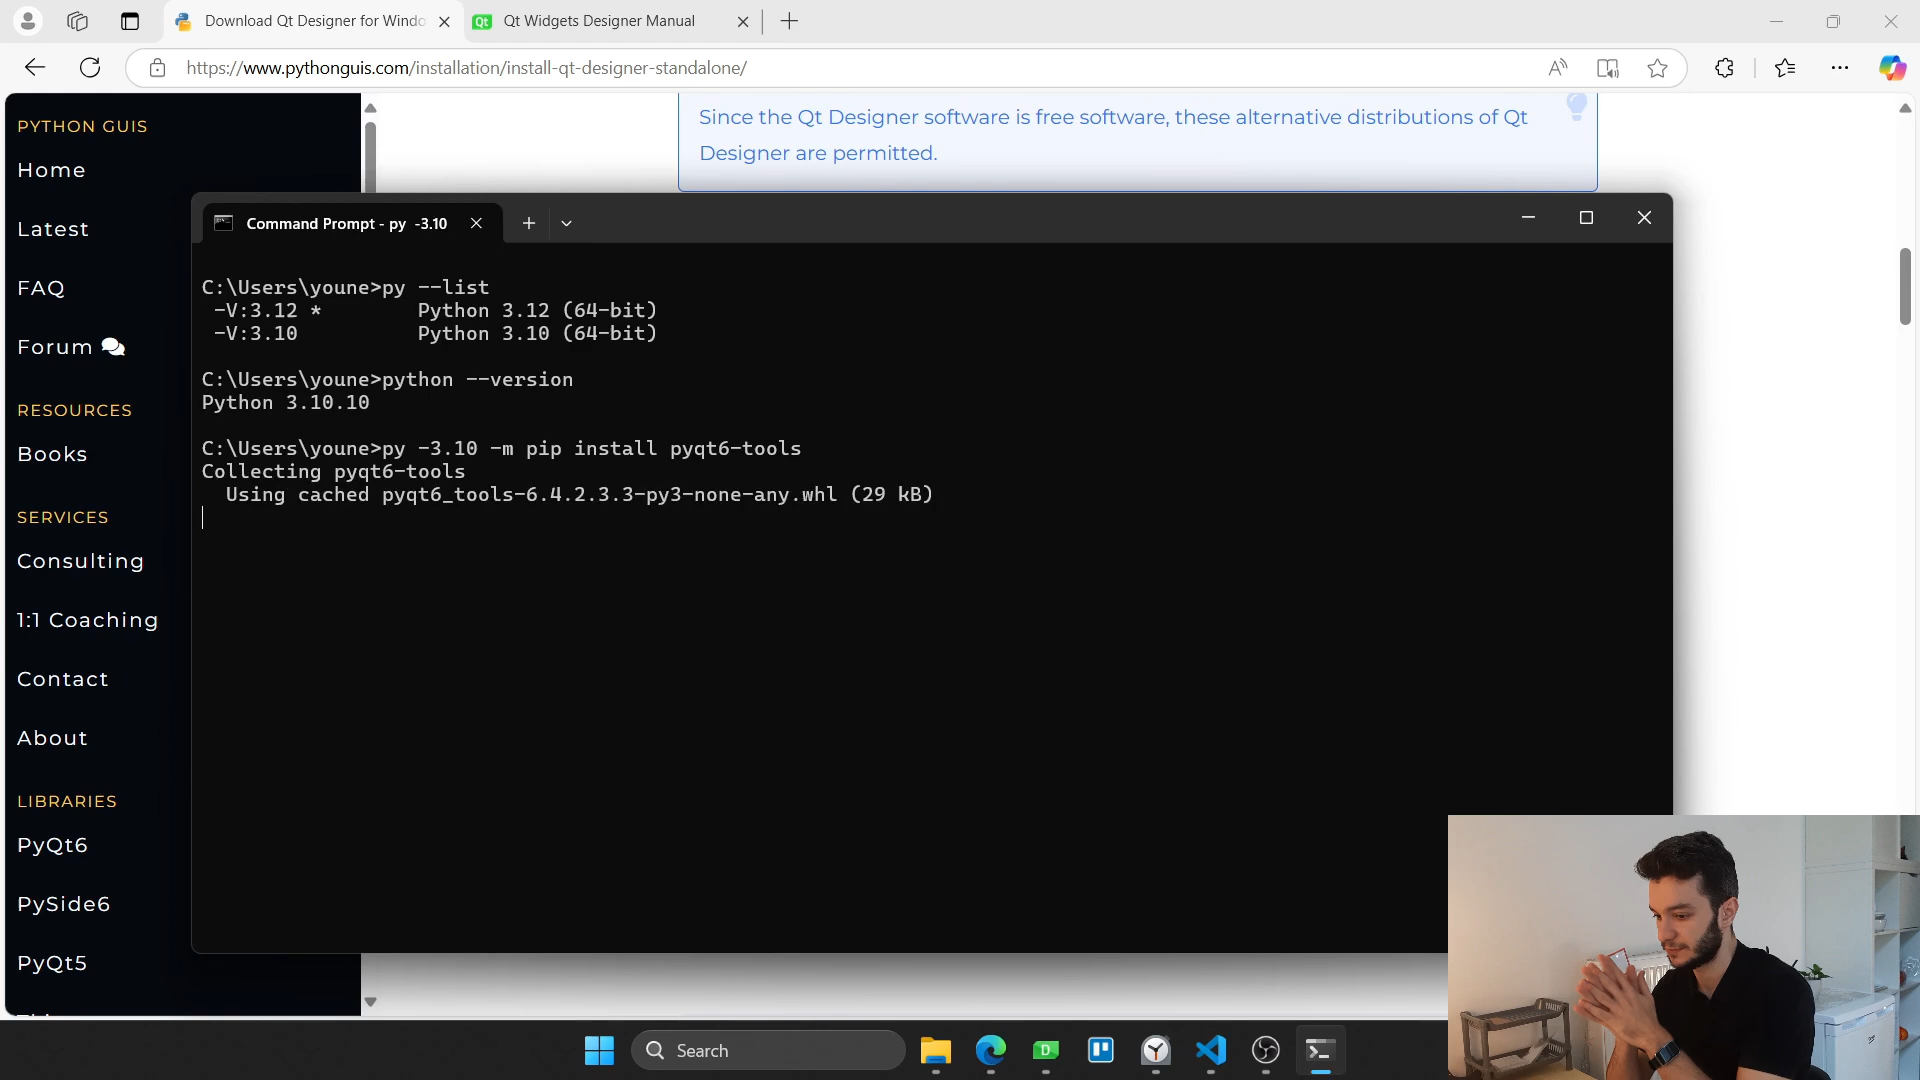 Download Qt Designer for Windo
Qt Widgets Designer Manual
https://www.pythonguis.com/installation/install-qt-designer-standalone/
PYTHON GUIS
Home
Latest
FAQ
Forum
RESOURCES
Books
SERVICES
Consulting
1:1 Coaching
Contact
About
LIBRARIES
PyQt6
PySide6
PyQt5
Since the Qt Designer software is free software, these alternative distributions of Qt
Designer are permitted.
Command Prompt - py -3.10
C:\Users\youne>py --list
-V:3.12 * Python 3.12 (64-bit)
-V:3.10 Python 3.10 (64-bit)
C:\Users\youne>python --version
Python 3.10.10
C:\Users\youne>py -3.10 -m pip install pyqt6-tools
Collecting pyqt6-tools
Using cached pyqt6_tools-6.4.2.3.3-py3-none-any.whl (29 kB)
Search